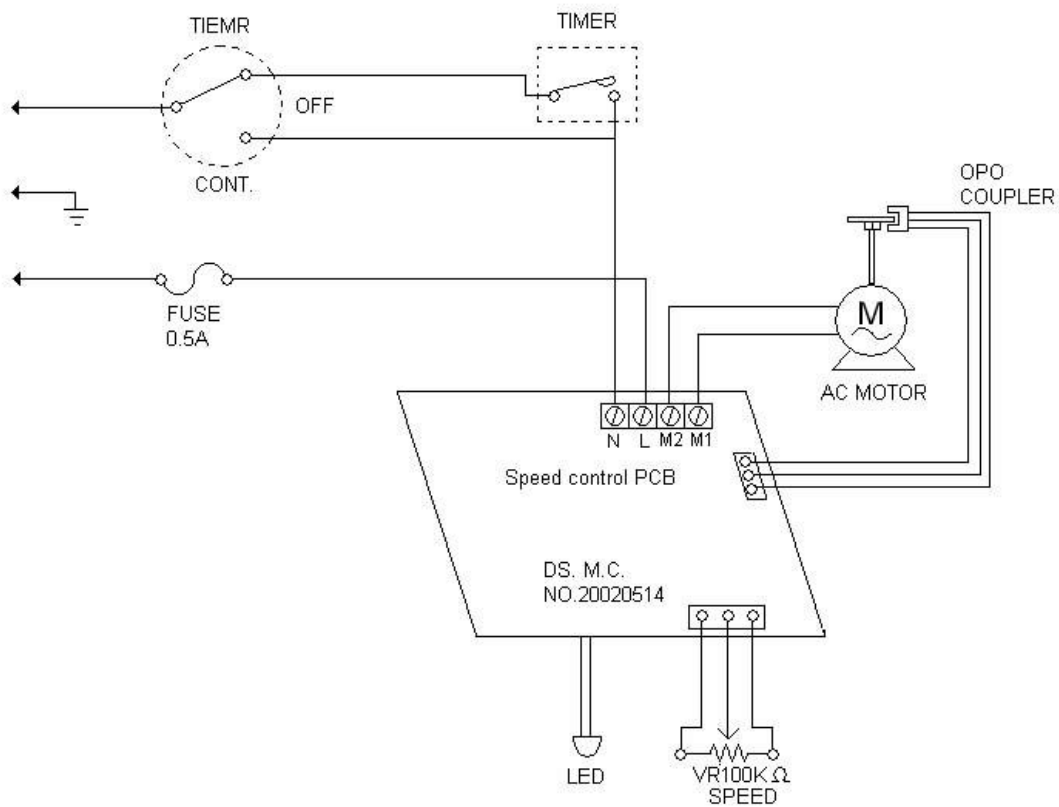 TIEMR
TIMER
OFF
CONT.
OPO
COUPLER
FUSE
0.5A
M
AC MOTOR
N L M2 M1
Speed control PCB
DS. M.C.
NO.20020514
LED
VR100KΩ
SPEED